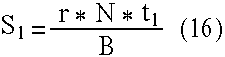 S₁ = r * N * t₁ / B (16)